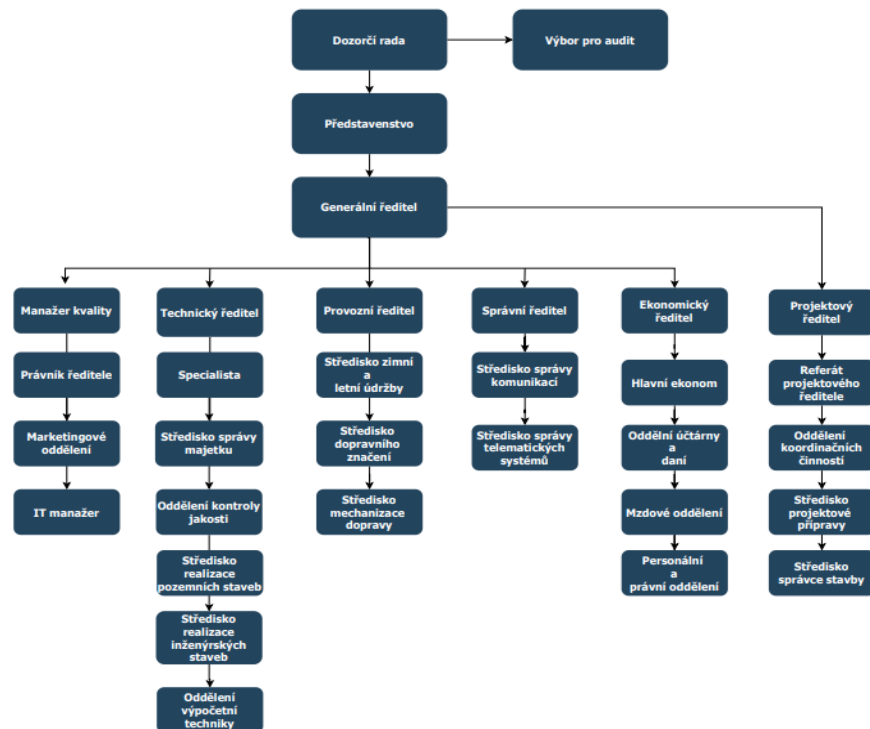 Dozorčí rada
Výbor pro audit
Představenstvo
Generální ředitel
Manažer kvality
Technický ředitel
Provozní ředitel
Správní ředitel
Ekonomický
ředitel
Projektový
ředitel
Právník ředitele
Specialista
Středisko zimní
a
letní údržby
Středisko správy
komunikací
Hlavní ekonom
Referát
projektového
ředitele
Marketingové
oddělení
Středisko správy
majetku
Středisko
dopravního
značení
Středisko správy
telematických
systémů
Oddělní účtárny
a
daní
Oddělení
koordinačních
činností
IT manažer
Oddělení kontroly
jakosti
Středisko
mechanizace
dopravy
Mzdové oddělení
Středisko
projektové
přípravy
Středisko
realizace
pozemních staveb
Personální
a
právní oddělení
Středisko
správce stavby
Středisko
realizace
inženýrských
staveb
Oddělení
výpočetní
techniky